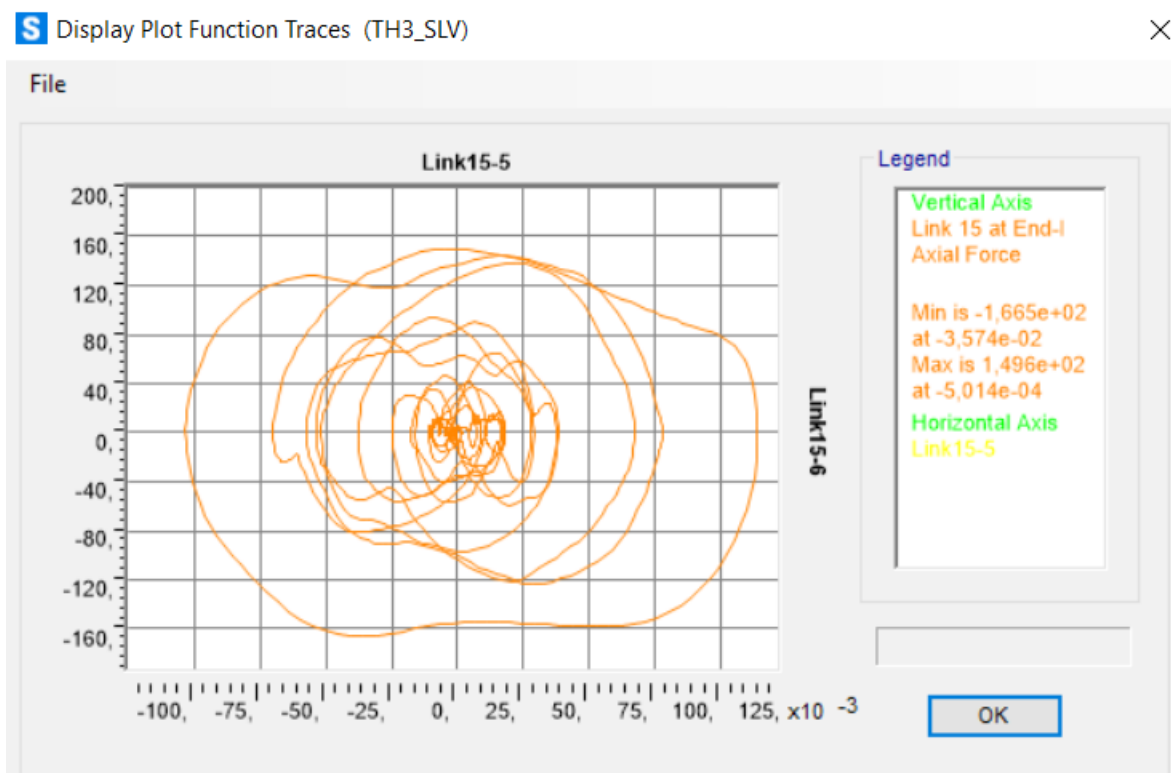 S Display Plot Function Traces (TH3_SLV)
File
Link15-5
Legend
200,
160,
120,
80,
40,
0,
-40,
-80,
-120,
-160,
Link15-6
Vertical Axis
Link 15 at End-I
Axial Force
Min is -1,665e+02
at -3,574e-02
Max is 1,496e+02
at -5,014e-04
Horizontal Axis
Link15-5
-100, -75, -50, -25, 0, 25, 50, 75, 100, 125, x10 -3
OK